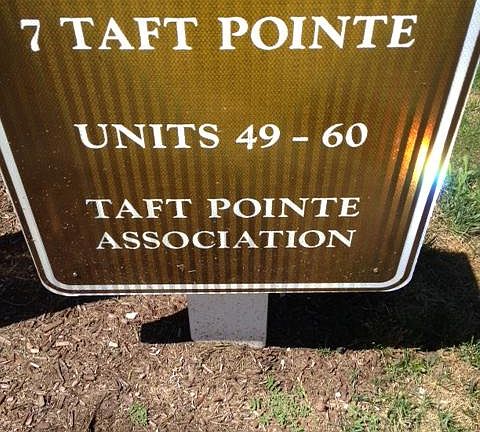 7 TAFT POINTE
UNITS 49 - 60
TAFT POINTE
ASSOCIATION